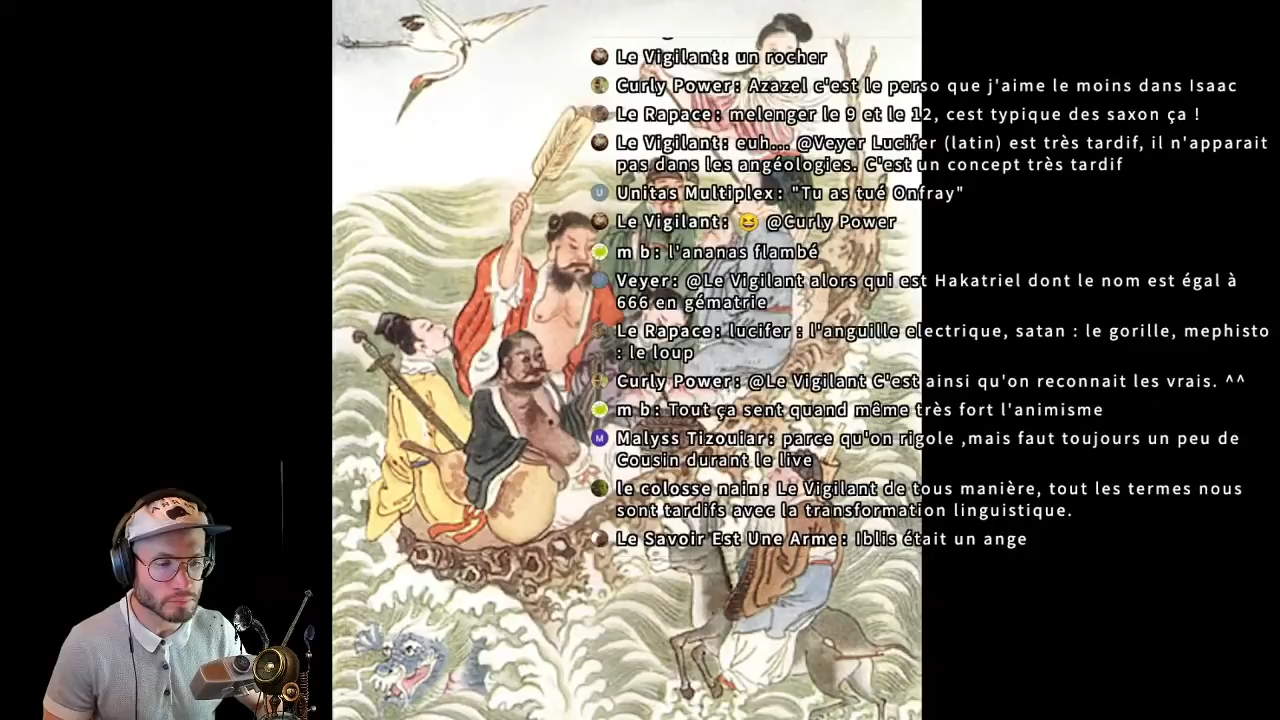 Le Vigilant: un rocher
Curly Power: Azazel c'est le perso que j'aime le moins dans Isaac
Le Rapace: melenger le 9 et le 12, cest typique des saxon ça !
Le Vigilant: euh... @Veyer Lucifer (latin) est très tardif, il n'apparait
pas dans les angéologies. C'est un concept très tardif
U Unitas Multiplex: "Tu as tué Onfray"
Le Vigilant: 😆 @Curly Power
m b: l'ananas flambé
Veyer: @Le Vigilant alors qui est Hakatriel dont le nom est égal à
666 en gématrie
Le Rapace: lucifer : l'anguille electrique, satan : le gorille, mephisto
: le loup
Curly Power: @Le Vigilant C'est ainsi qu'on reconnait les vrais. ^^
m b: Tout ça sent quand même très fort l'animisme
M Malyss Tizouiar: parce qu'on rigole ,mais faut toujours un peu de
Cousin durant le live
le colosse nain: Le Vigilant de tous manière, tout les termes nous
sont tardifs avec la transformation linguistique.
Le Savoir Est Une Arme: Iblis était un ange